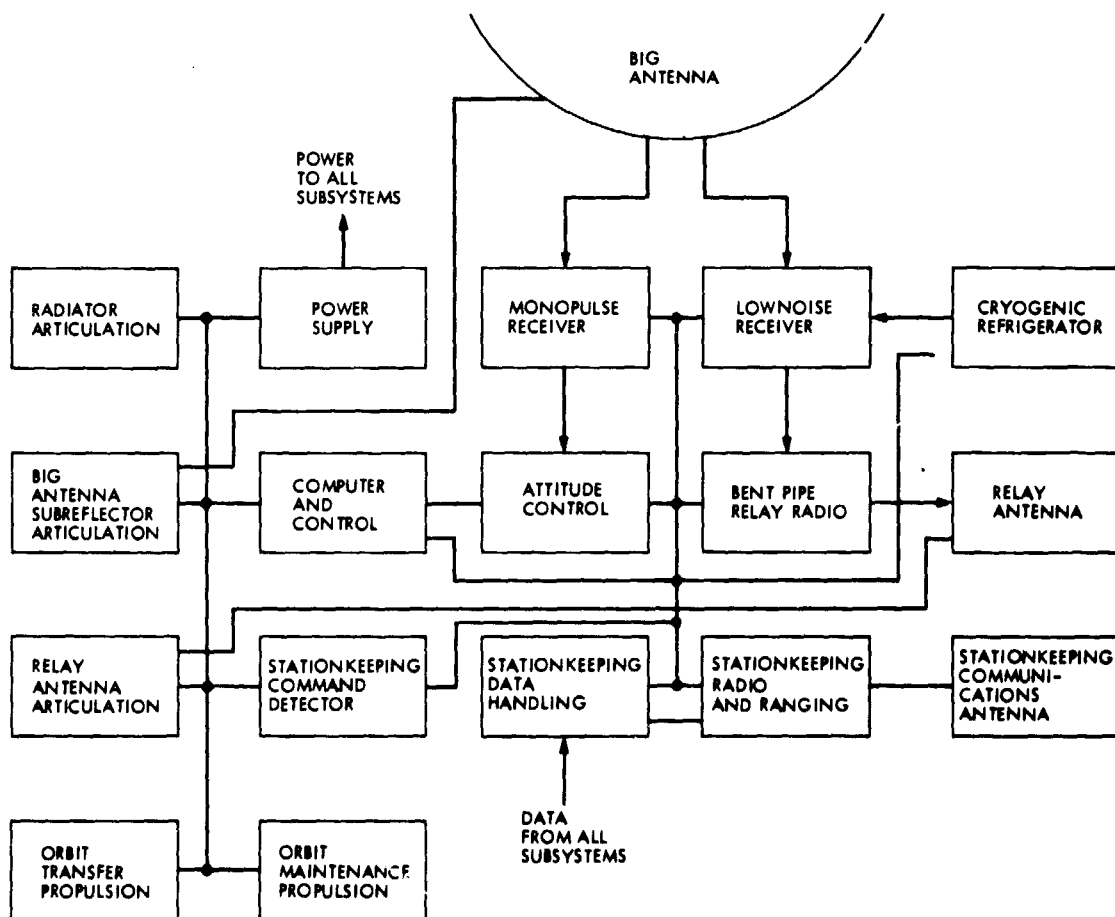 BIG
ANTENNA
POWER
TO ALL
SUBSYSTEMS
RADIATOR
ARTICULATION
POWER
SUPPLY
MONOPULSE
RECEIVER
LOWNOISE
RECEIVER
CRYOGENIC
REFRIGERATOR
BIG
ANTENNA
SUBREFLECTOR
ARTICULATION
COMPUTER
AND
CONTROL
ATTITUDE
CONTROL
BENT PIPE
RELAY RADIO
RELAY
ANTENNA
RELAY
ANTENNA
ARTICULATION
STATIONKEEPING
COMMAND
DETECTOR
STATIONKEEPING
DATA
HANDLING
STATIONKEEPING
RADIO
AND RANGING
STATIONKEEPING
COMMUNI-
CATIONS
ANTENNA
DATA
FROM ALL
SUBSYSTEMS
ORBIT
TRANSFER
PROPULSION
ORBIT
MAINTENANCE
PROPULSION